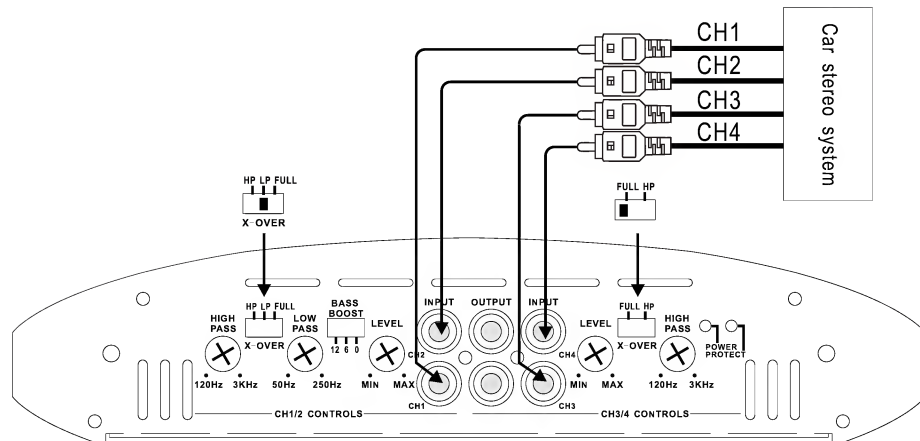 CH1
CH2
CH3
CH4
Car stereo system
HP LP FULL
X-OVER
FULL HP
INPUT OUTPUT INPUT
HIGH PASS
120Hz 3KHz
HP LP FULL
X-OVER
LOW PASS
50Hz 250Hz
BASS BOOST
12 6 0
LEVEL
MIN MAX
CH2
CH1
CH4
CH3
LEVEL
MIN MAX
FULL HP
X-OVER
HIGH PASS
120Hz 3KHz
POWER
PROTECT
CH1/2 CONTROLS
CH3/4 CONTROLS